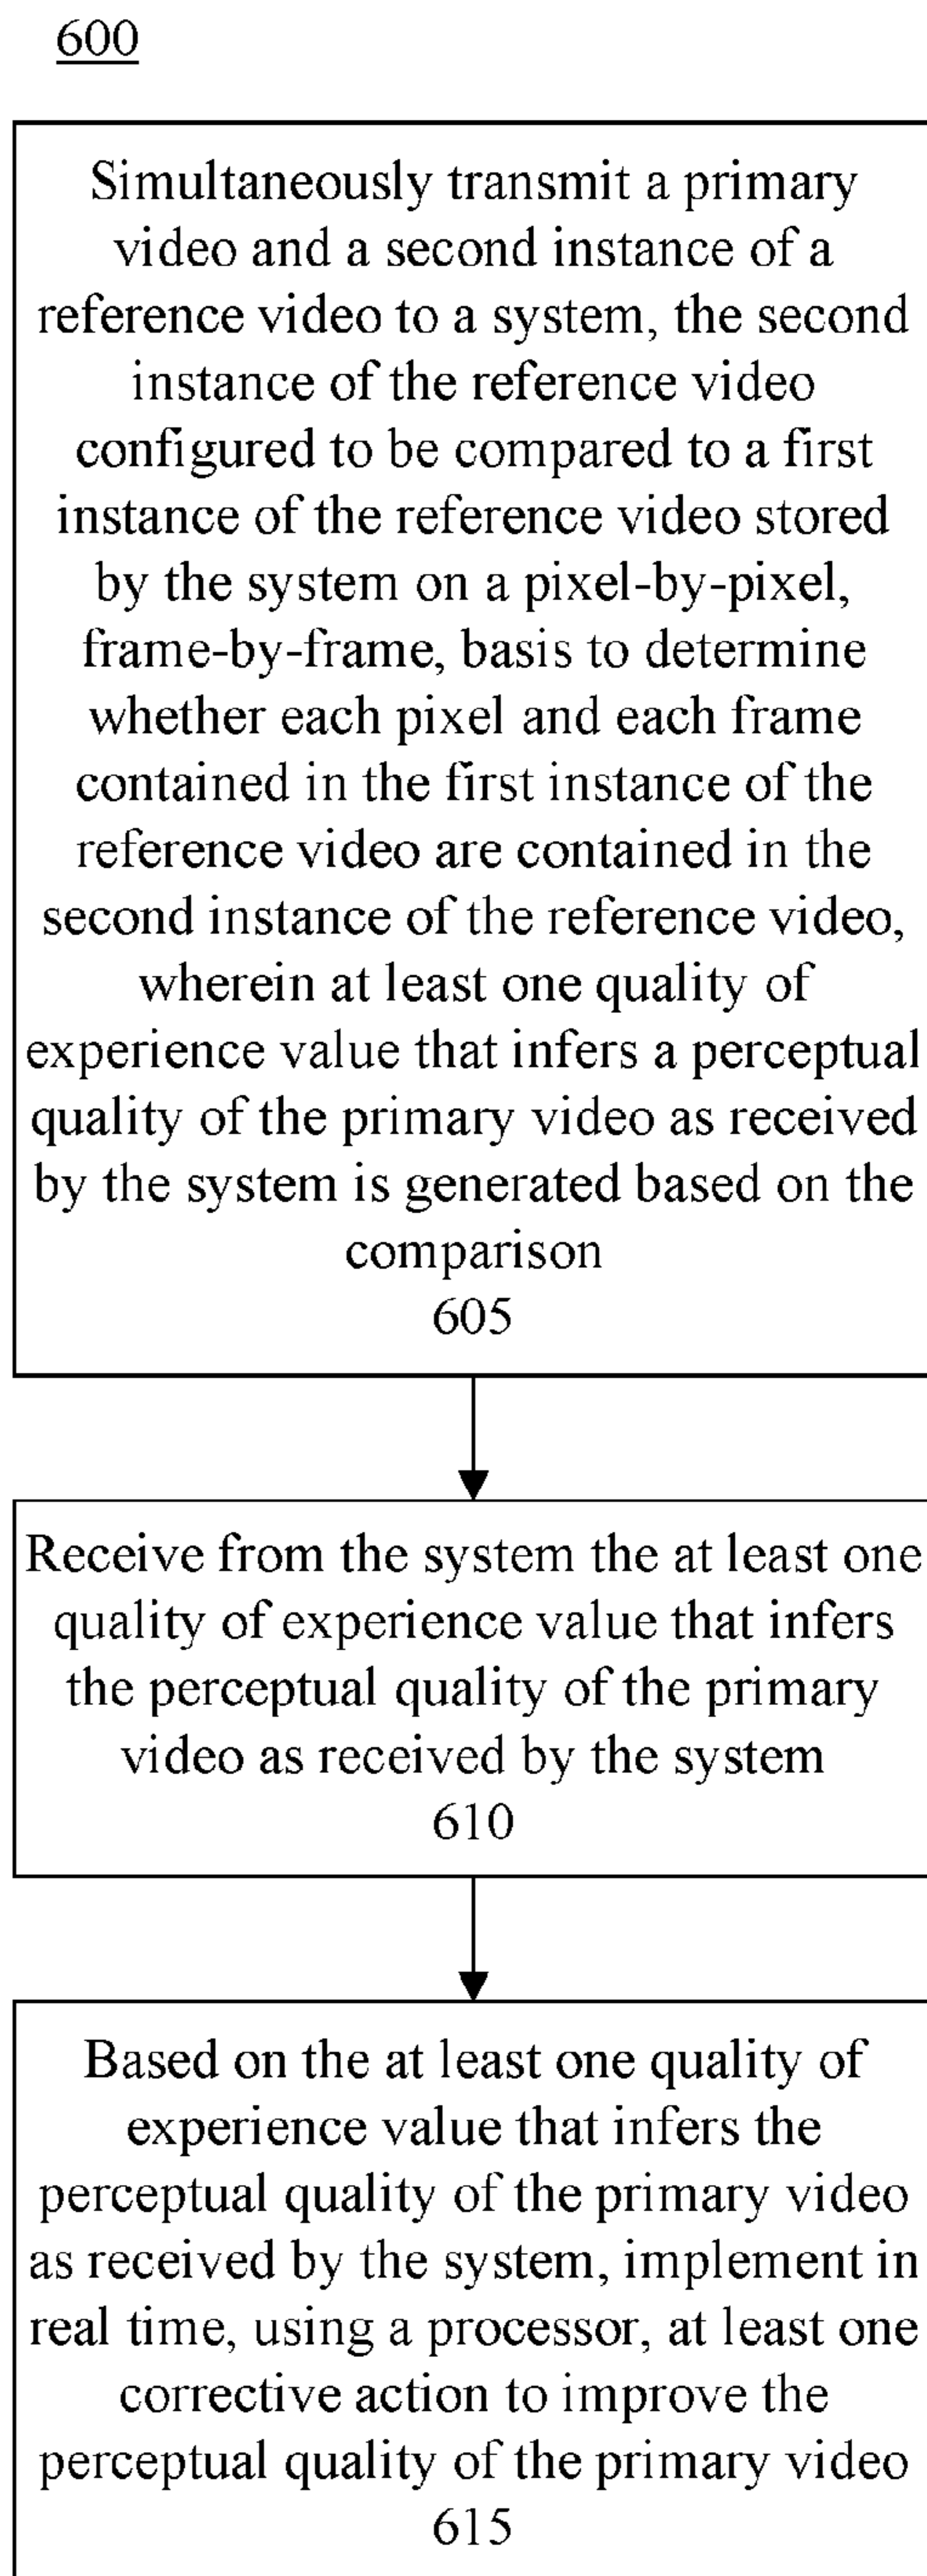 600
Simultaneously transmit a primary
video and a second instance of a
reference video to a system, the second
instance of the reference video
configured to be compared to a first
instance of the reference video stored
by the system on a pixel-by-pixel,
frame-by-frame, basis to determine
whether each pixel and each frame
contained in the first instance of the
reference video are contained in the
second instance of the reference video,
wherein at least one quality of
experience value that infers a perceptual
quality of the primary video as received
by the system is generated based on the
comparison
605
Receive from the system the at least one
quality of experience value that infers
the perceptual quality of the primary
video as received by the system
610
Based on the at least one quality of
experience value that infers the
perceptual quality of the primary video
as received by the system, implement in
real time, using a processor, at least one
corrective action to improve the
perceptual quality of the primary video
615